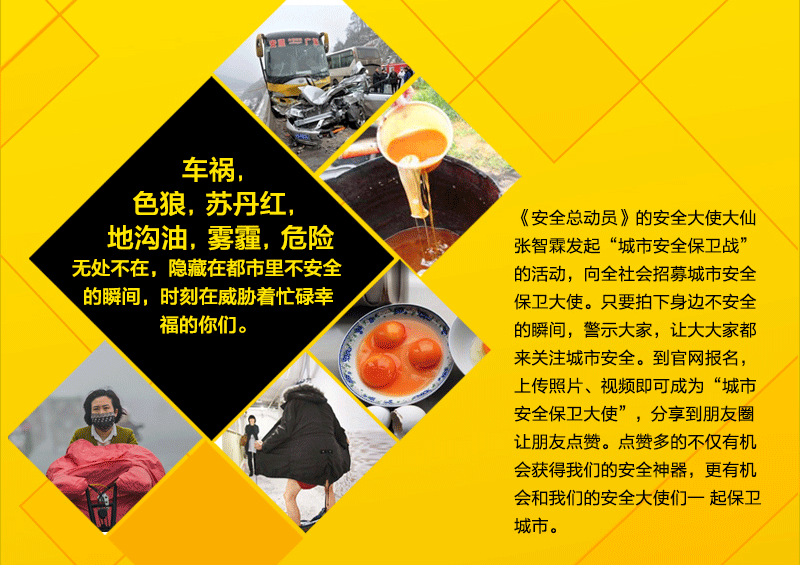 车祸,
色狼, 苏丹红,
地沟油, 雾霾, 危险
无处不在，隐藏在都市里不安全
的瞬间，时刻在威胁着忙碌幸
福的你们。
《安全总动员》的安全大使大仙
张智霖发起“城市安全保卫战”
的活动，向全社会招募城市安全
保卫大使。只要拍下身边不安全
的瞬间，警示大家，让大大家都
来关注城市安全。到官网报名，
上传照片、视频即可成为“城市
安全保卫大使”，分享到朋友圈
让朋友点赞。点赞多的不仅有机
会获得我们的安全神器，更有机
会和我们的安全大使们一 起保卫
城市。